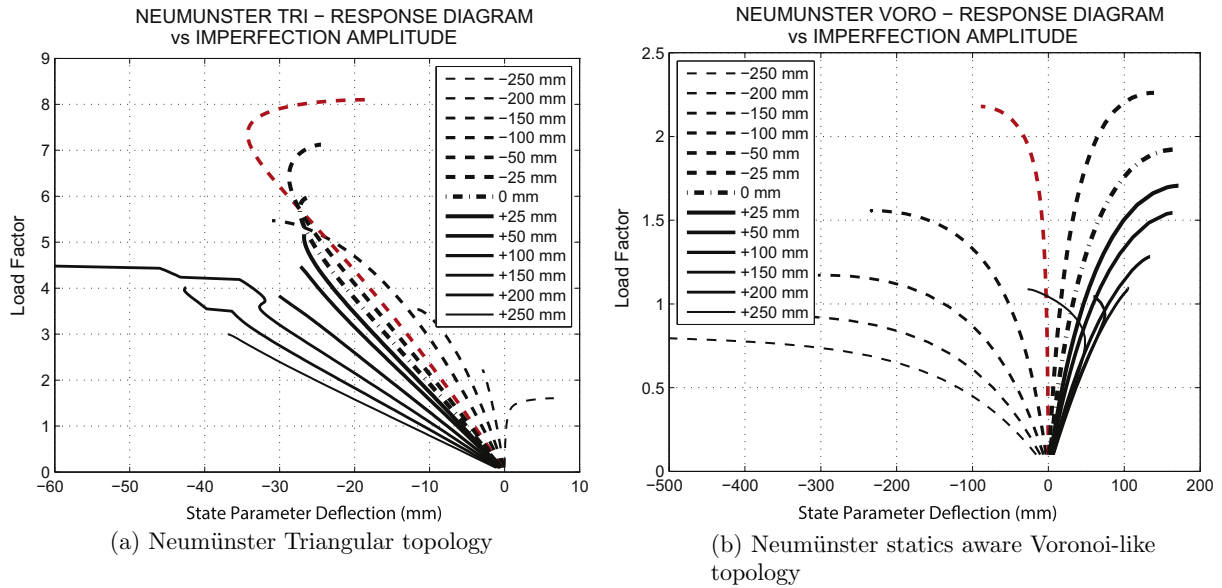 NEUMUNSTER TRI − RESPONSE DIAGRAM
vs IMPERFECTION AMPLITUDE
9
8
7
6
5
4
3
2
1
0
Load Factor
−250 mm
−200 mm
−150 mm
−100 mm
−50 mm
−25 mm
0 mm
+25 mm
+50 mm
+100 mm
+150 mm
+200 mm
+250 mm
−60 −50 −40 −30 −20 −10 0 10
State Parameter Deflection (mm)
(a) Neumünster Triangular topology
NEUMUNSTER VORO − RESPONSE DIAGRAM
vs IMPERFECTION AMPLITUDE
2.5
2
1.5
1
0.5
0
Load Factor
−250 mm
−200 mm
−150 mm
−100 mm
−50 mm
−25 mm
0 mm
+25 mm
+50 mm
+100 mm
+150 mm
+200 mm
+250 mm
−500 −400 −300 −200 −100 0 100 200
State Parameter Deflection (mm)
(b) Neumünster statics aware Voronoi-like
topology